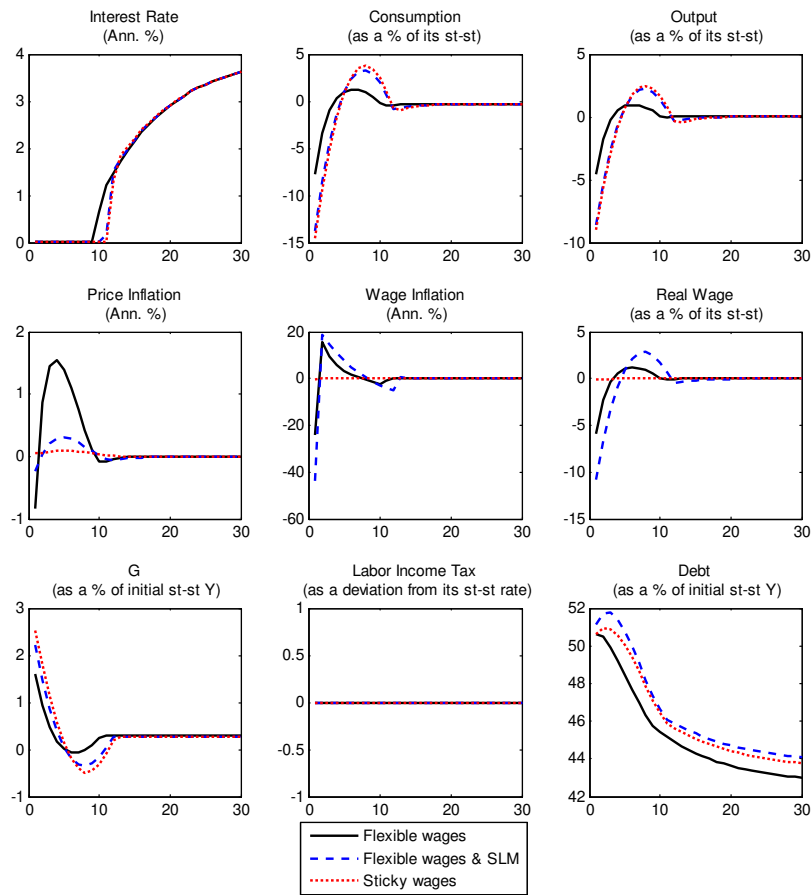 Interest Rate
(Ann. %)
Consumption
(as a % of its st-st)
Output
(as a % of its st-st)
4
3
2
1
0
0 10 20 30
5
0
-5
-10
-15
0 10 20 30
5
0
-5
-10
0 10 20 30
Price Inflation
(Ann. %)
Wage Inflation
(Ann. %)
Real Wage
(as a % of its st-st)
2
1
0
-1
0 10 20 30
20
0
-20
-40
-60
0 10 20 30
5
0
-5
-10
-15
0 10 20 30
G
(as a % of initial st-st Y)
Labor Income Tax
(as a deviation from its st-st rate)
Debt
(as a % of initial st-st Y)
3
2
1
0
-1
0 10 20 30
1
0.5
0
-0.5
-1
0 10 20 30
52
50
48
46
44
42
0 10 20 30
Flexible wages
Flexible wages & SLM
Sticky wages